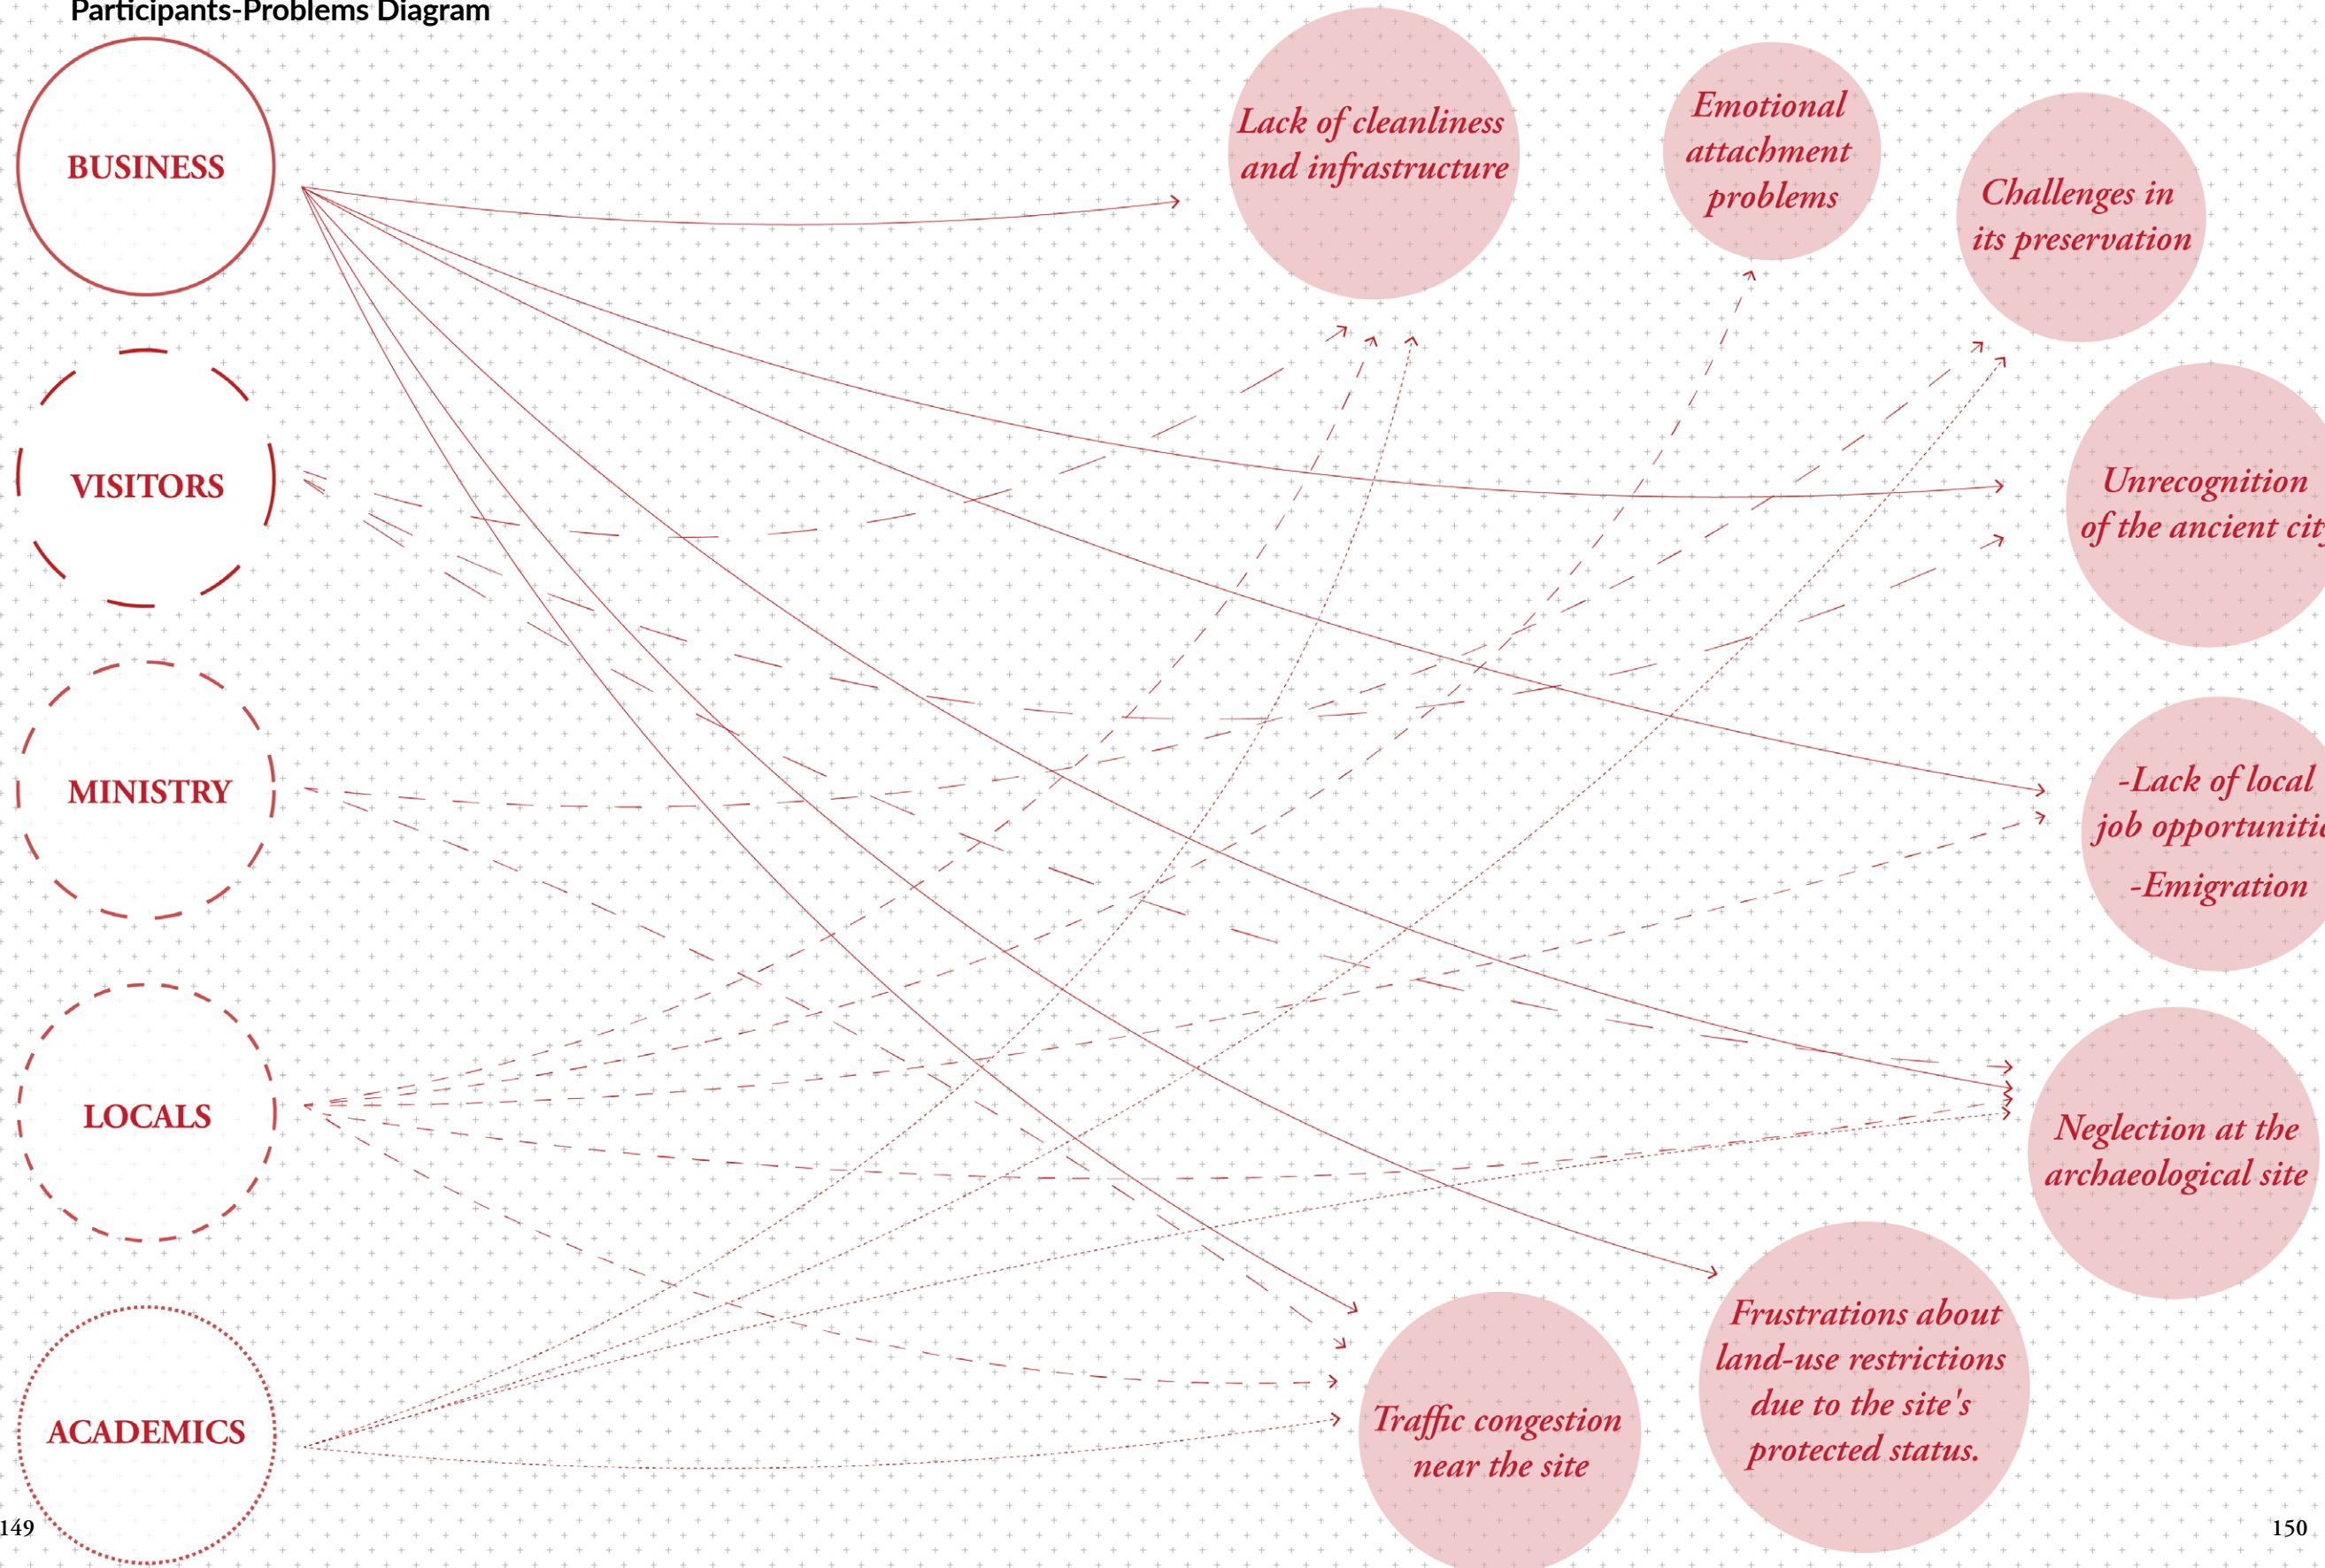 Participants-Problems Diagram
BUSINESS
VISITORS
MINISTRY
LOCALS
ACADEMICS
Lack of cleanliness
and infrastructure
Emotional
attachment
problems
Challenges in
its preservation
Unrecognition
of the ancient city
-Lack of local
job opportunitie
-Emigration
Neglection at the
archaeological site
Frustrations about
land-use restrictions
due to the site's
protected status.
Traffic congestion
near the site
149
150